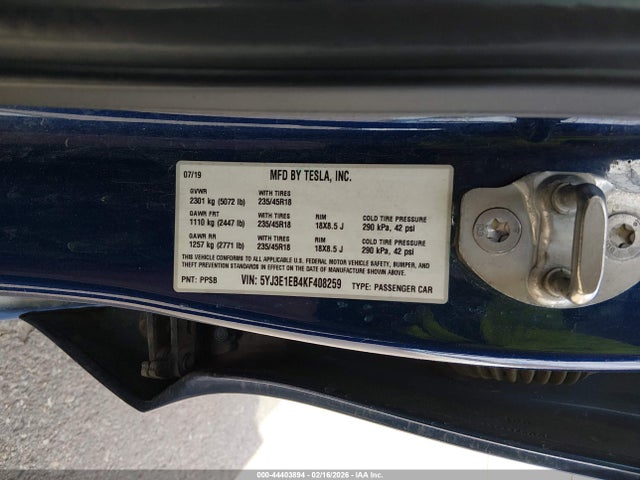 07/19 MFD BY TESLA, INC.
GVWR WITH TIRES
2301 kg (5072 lb) 235/45R18
GAWR FRT WITH TIRES RIM COLD TIRE PRESSURE
1110 kg (2447 lb) 235/45R18 18X8.5 J 290 kPa, 42 psi
GAWR RR WITH TIRES RIM COLD TIRE PRESSURE
1257 kg (2771 lb) 235/45R18 18X8.5 J 290 kPa, 42 psi
THIS VEHICLE CONFORMS TO ALL APPLICABLE U.S. FEDERAL MOTOR VEHICLE SAFETY, BUMPER, AND
THEFT PREVENTION STANDARDS IN EFFECT ON THE DATE OF MANUFACTURE SHOWN ABOVE.
PNT: PPSB VIN: 5YJ3E1EB4KF408259 TYPE: PASSENGER CAR
000-44403894 - 02/16/2026 - IAA Inc.